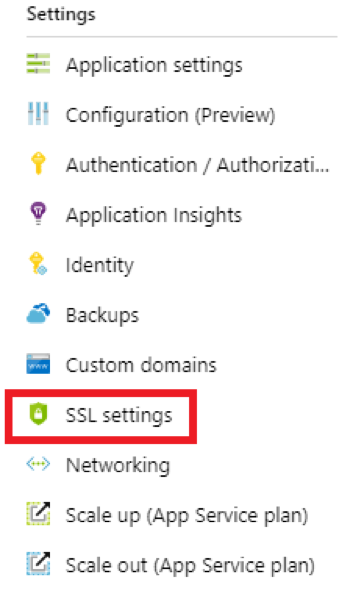 Settings
Application settings
Configuration (Preview)
Authentication / Authorizati...
Application Insights
Identity
Backups
www
Custom domains
SSL settings
Networking
Scale up (App Service plan)
Scale out (App Service plan)